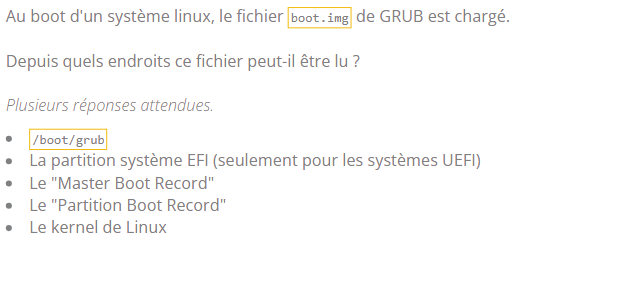 Au boot d'un système linux, le fichier boot.img de GRUB est chargé.
Depuis quels endroits ce fichier peut-il être lu ?
Plusieurs réponses attendues.
• /boot/grub
• La partition système EFI (seulement pour les systèmes UEFI)
• Le "Master Boot Record"
• Le "Partition Boot Record"
• Le kernel de Linux